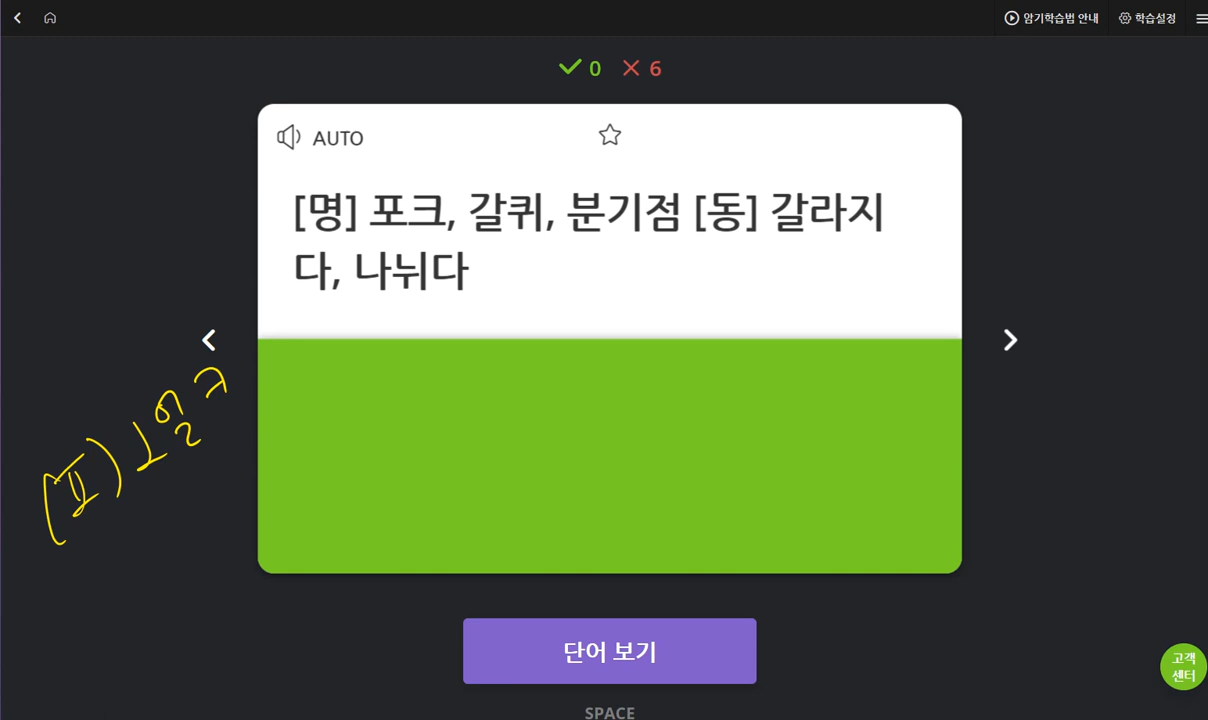 암기학습법 안내
학습설정
0
6
AUTO
[명] 포크, 갈퀴, 분기점 [동] 갈라지
다, 나뉘다
단어 보기
SPACE
고객
센터